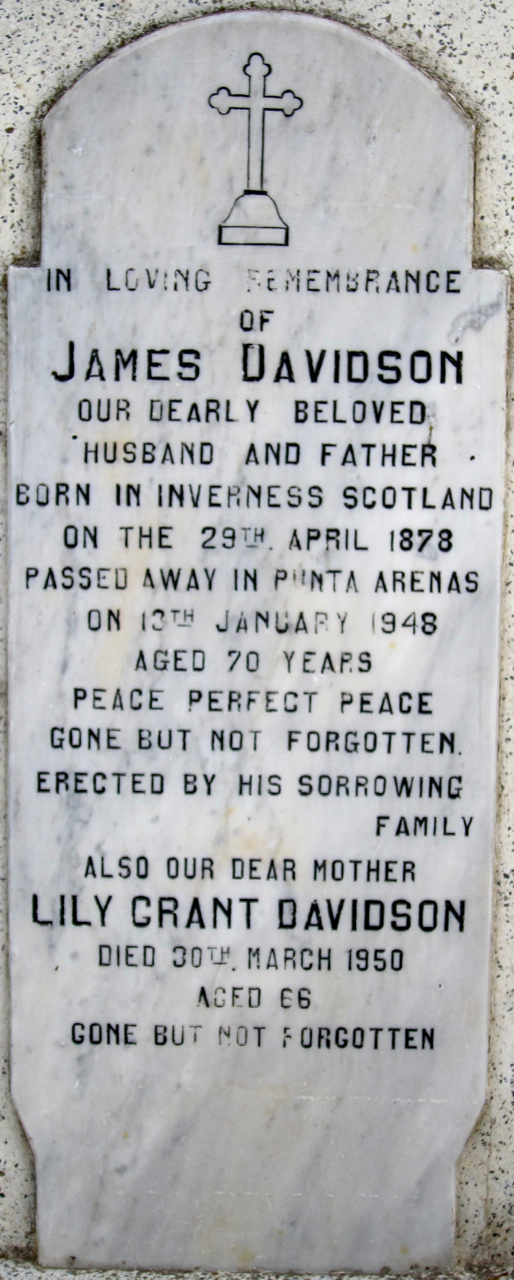 IN LOVING REMEMBRANCE
OF
JAMES DAVIDSON
OUR DEARLY BELOVED
HUSBAND AND FATHER
BORN IN INVERNESS SCOTLAND
ON THE 29TH. APRIL 1878
PASSED AWAY IN PUNTA ARENAS
ON 13TH JANUARY 1948
AGED 70 YEARS
PEACE PERFECT PEACE
GONE BUT NOT FORGOTTEN.
ERECTED BY HIS SORROWING
FAMILY
ALSO OUR DEAR MOTHER
LILY GRANT DAVIDSON
DIED 30TH. MARCH 1950
AGED 66
GONE BUT NOT FORGOTTEN